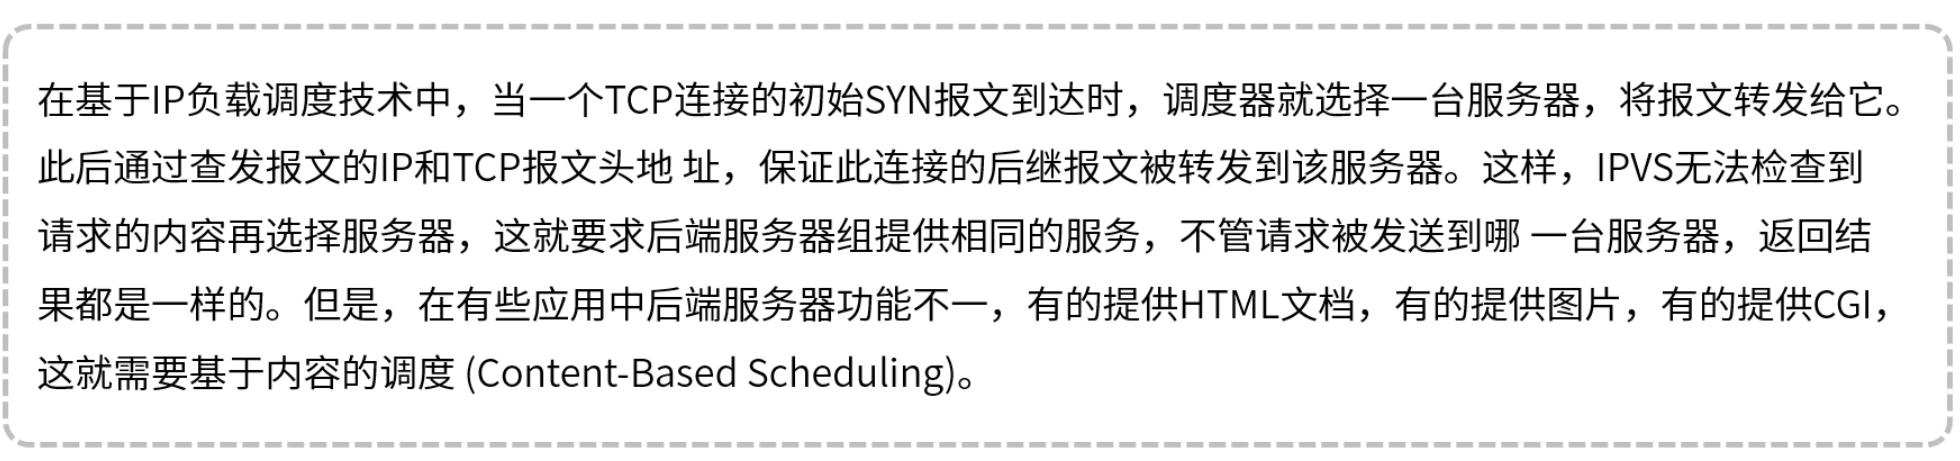 在基于IP负载调度技术中，当一个TCP连接的初始SYN报文到达时，调度器就选择一台服务器，将报文转发给它。
此后通过查发报文的IP和TCP报文头地 址，保证此连接的后继报文被转发到该服务器。这样，IPVS无法检查到
请求的内容再选择服务器，这就要求后端服务器组提供相同的服务，不管请求被发送到哪 一台服务器，返回结
果都是一样的。但是，在有些应用中后端服务器功能不一，有的提供HTML文档，有的提供图片，有的提供CGI，
这就需要基于内容的调度 (Content-Based Scheduling)。